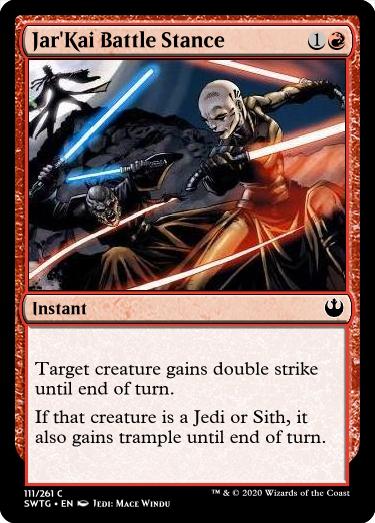 Jar'Kai Battle Stance 1
Instant
Target creature gains double strike
until end of turn.
If that creature is a Jedi or Sith, it
also gains trample until end of turn.
111/261 C
SWTG • EN Jedi: Mace Windu
™ & © 2020 Wizards of the Coast